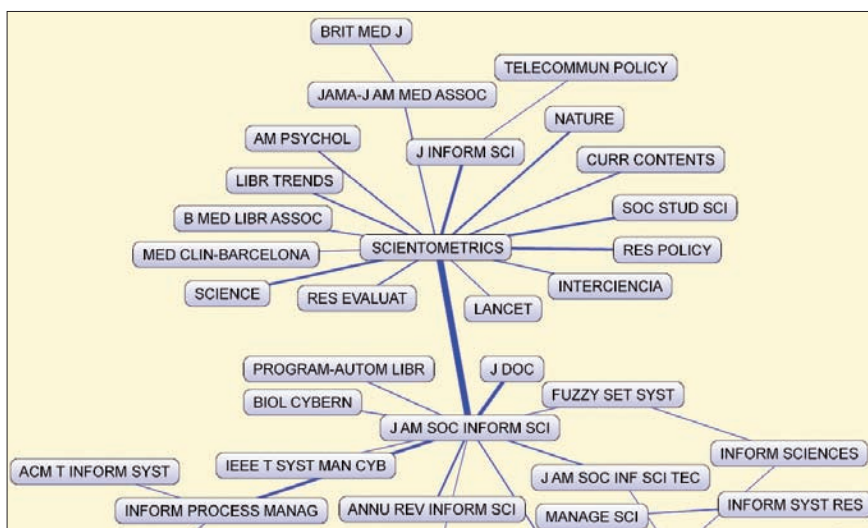 BRIT MED J
TELECOMMUN POLICY
JAMA-J AM MED ASSOC
NATURE
AM PSYCHOL
J INFORM SCI
CURR CONTENTS
LIBR TRENDS
SOC STUD SCI
B MED LIBR ASSOC
SCIENTOMETRICS
RES POLICY
MED CLIN-BARCELONA
INTERCIENCIA
SCIENCE
RES EVALUAT
LANCET
PROGRAM-AUTOM LIBR
J DOC
FUZZY SET SYST
BIOL CYBERN
J AM SOC INFORM SCI
INFORM SCIENCES
ACM T INFORM SYST
IEEE T SYST MAN CYB
J AM SOC INF SCI TEC
INFORM PROCESS MANAG
ANNU REV INFORM SCI
MANAGE SCI
INFORM SYST RES